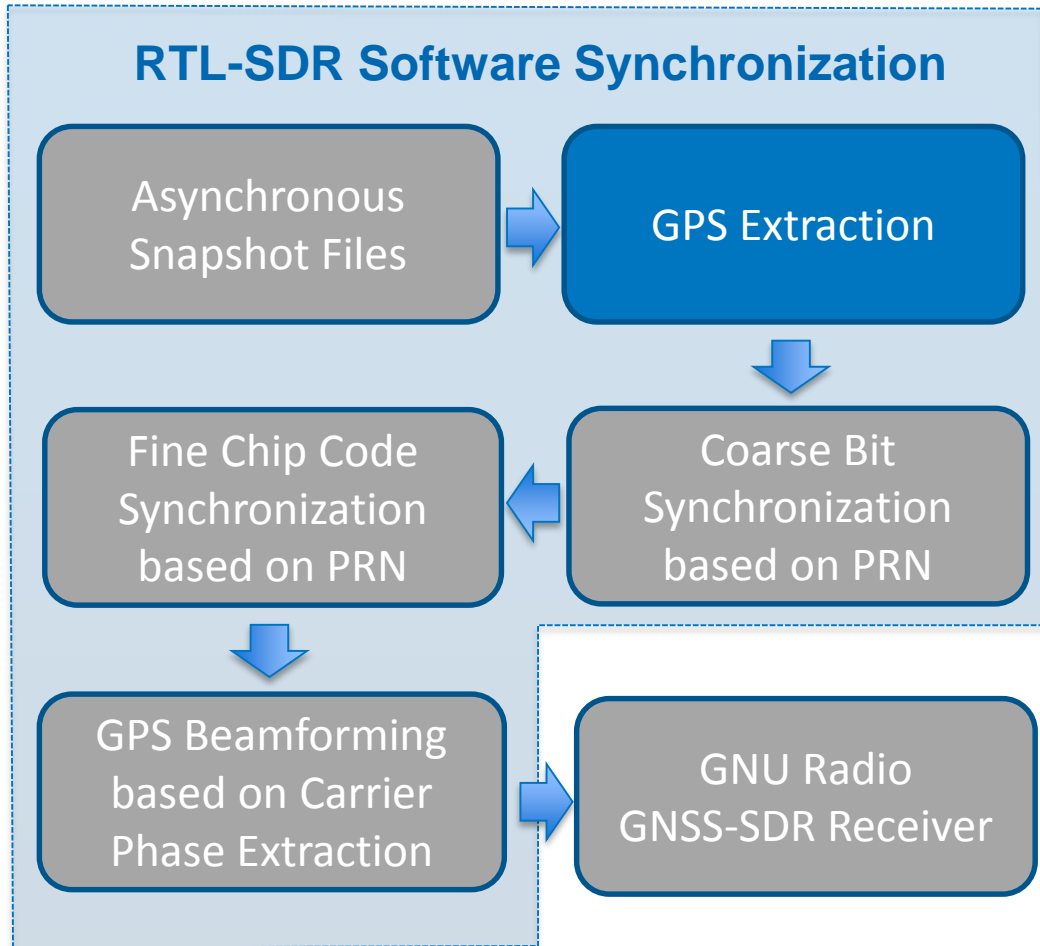 RTL-SDR Software Synchronization
Asynchronous
Snapshot Files
GPS Extraction
Coarse Bit
Synchronization
based on PRN
Fine Chip Code
Synchronization
based on PRN
GPS Beamforming
based on Carrier
Phase Extraction
GNU Radio
GNSS-SDR Receiver